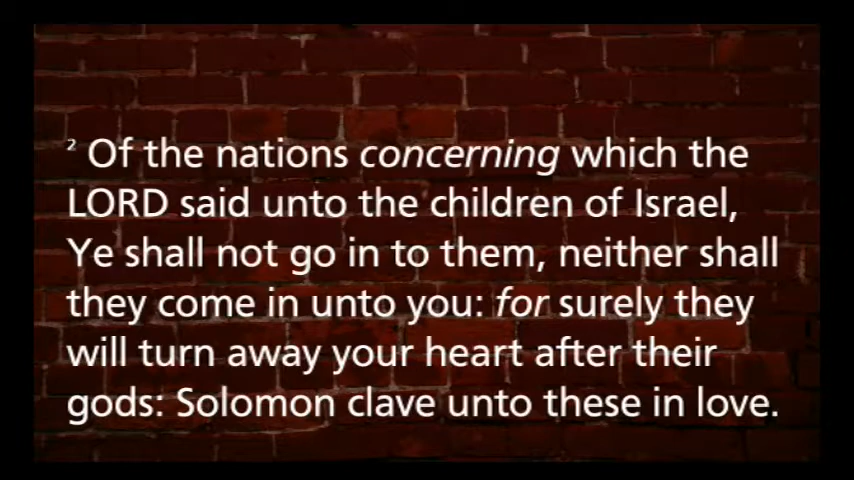 ² Of the nations concerning which the
LORD said unto the children of Israel,
Ye shall not go in to them, neither shall
they come in unto you: for surely they
will turn away your heart after their
gods: Solomon clave unto these in love.